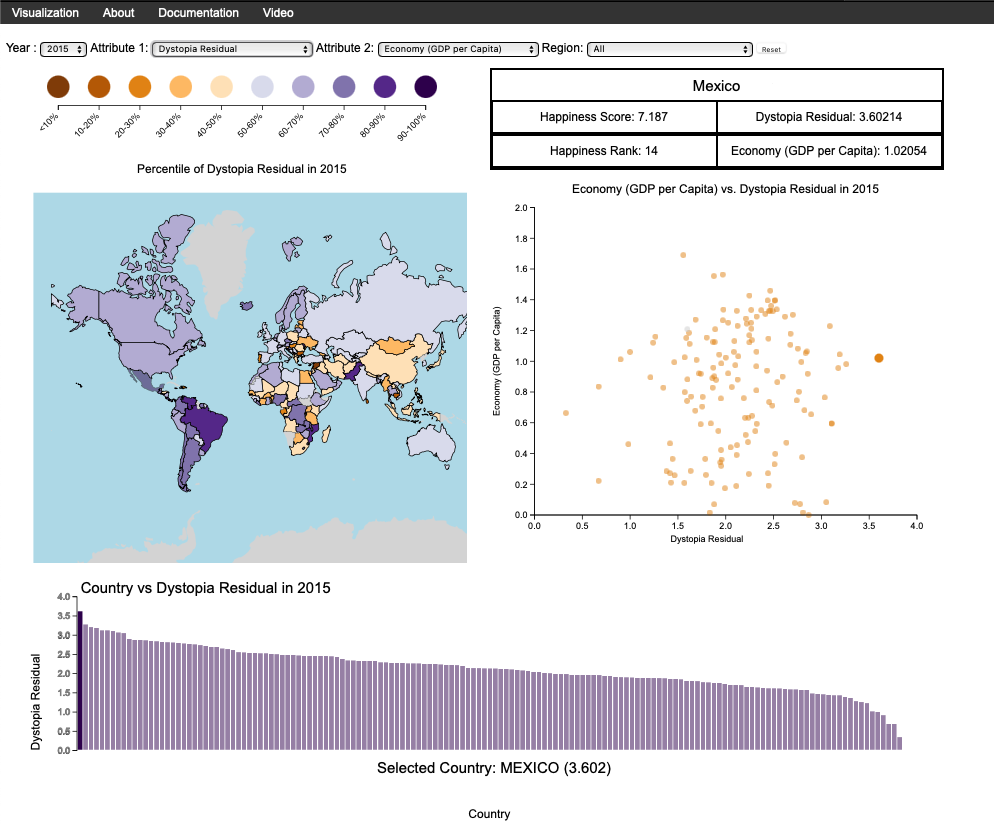 Visualization About Documentation Video
Year : 2015 Attribute 1: Dystopia Residual Attribute 2: Economy (GDP per Capita) Region: All Reset
<10% 10-20% 20-30% 30-40% 40-50% 50-60% 60-70% 70-80% 80-90% 90-100%
Percentile of Dystopia Residual in 2015
Mexico
Happiness Score: 7.187 Dystopia Residual: 3.60214
Happiness Rank: 14 Economy (GDP per Capita): 1.02054
Economy (GDP per Capita) vs. Dystopia Residual in 2015
Economy (GDP per Capita)
2.0
1.8
1.6
1.4
1.2
1.0
0.8
0.6
0.4
0.2
0.0
0.0 0.5 1.0 1.5 2.0 2.5 3.0 3.5 4.0
Dystopia Residual
Country vs Dystopia Residual in 2015
Dystopia Residual
4.0
3.5
3.0
2.5
2.0
1.5
1.0
0.5
0.0
Selected Country: MEXICO (3.602)
Country